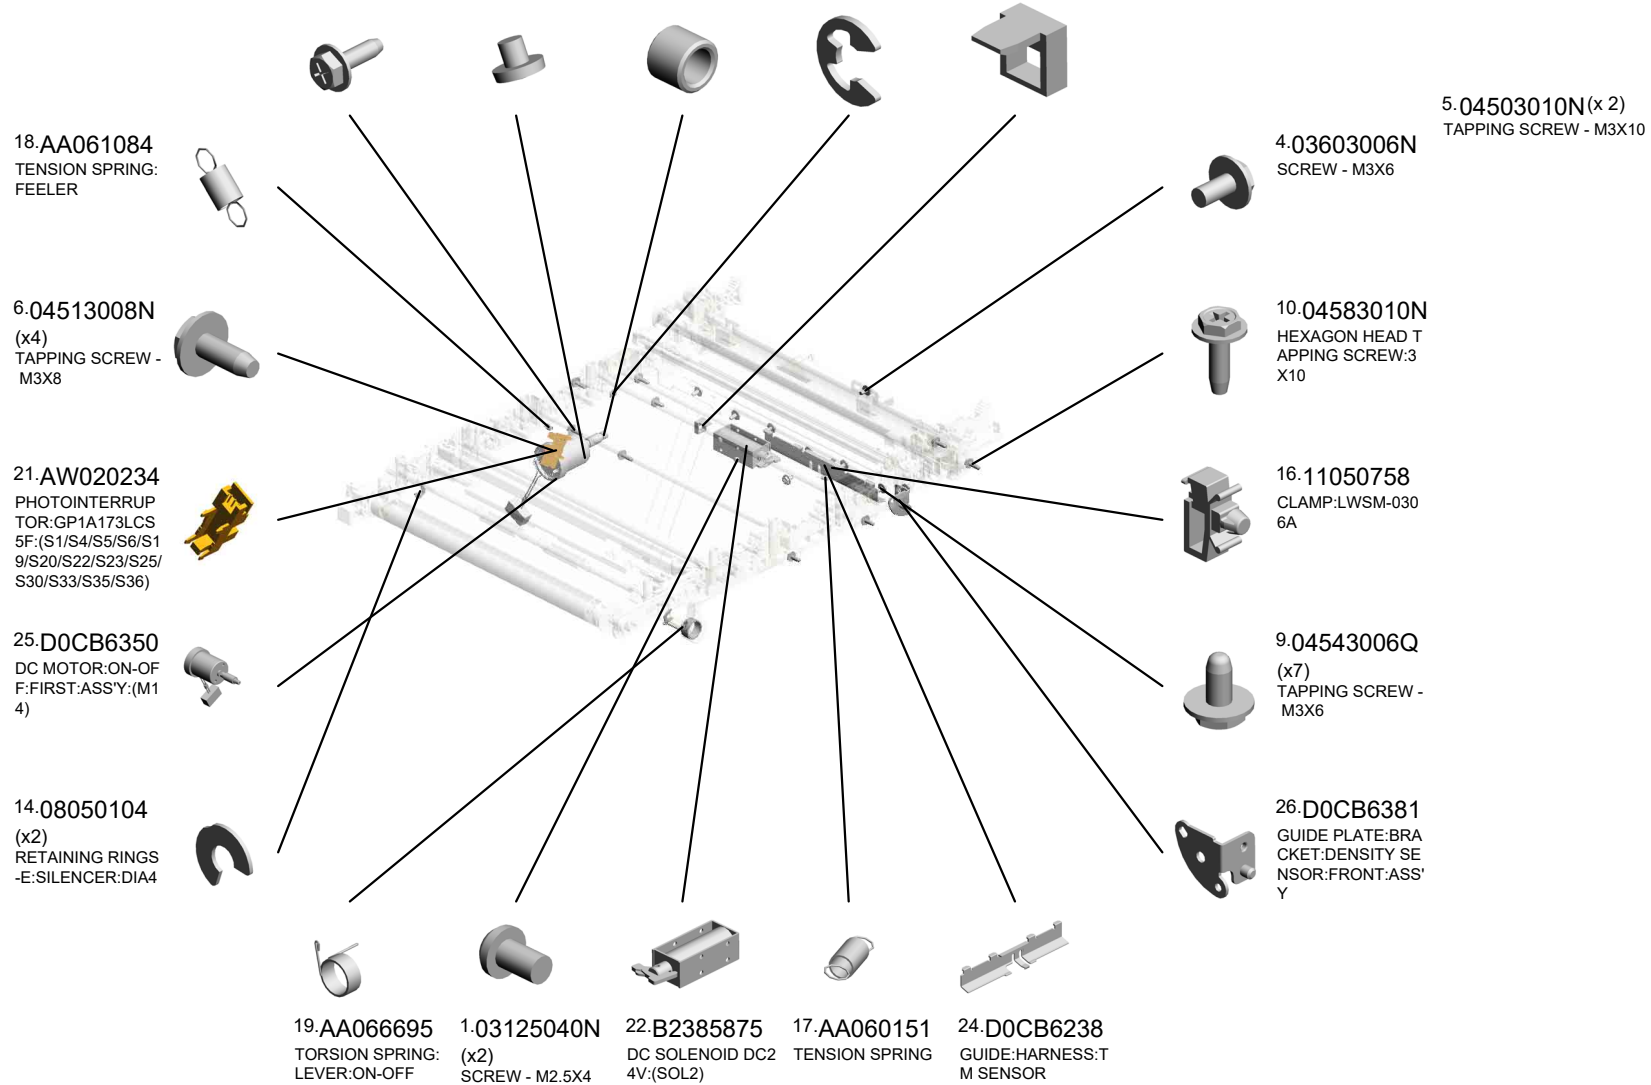 18.AA061084
TENSION SPRING:
FEELER
6.04513008N
(x4)
TAPPING SCREW -
M3X8
21.AW020234
PHOTOINTERRUP
TOR:GP1A173LCS
5F:(S1/S4/S5/S6/S1
9/S20/S22/S23/S25/
S30/S33/S35/S36)
25.D0CB6350
DC MOTOR:ON-OF
F:FIRST:ASS'Y:(M1
4)
14.08050104
(x2)
RETAINING RINGS
-E:SILENCER:DIA4
19.AA066695
TORSION SPRING:
LEVER:ON-OFF
1.03125040N
(x2)
SCREW - M2.5X4
22.B2385875
DC SOLENOID DC2
4V:(SOL2)
17.AA060151
TENSION SPRING
24.D0CB6238
GUIDE:HARNESS:T
M SENSOR
5.04503010N(x 2)
TAPPING SCREW - M3X10
4.03603006N
SCREW - M3X6
10.04583010N
HEXAGON HEAD T
APPING SCREW:3
X10
16.11050758
CLAMP:LWSM-030
6A
9.04543006Q
(x7)
TAPPING SCREW -
M3X6
26.D0CB6381
GUIDE PLATE:BRA
CKET:DENSITY SE
NSOR:FRONT:ASS'
Y